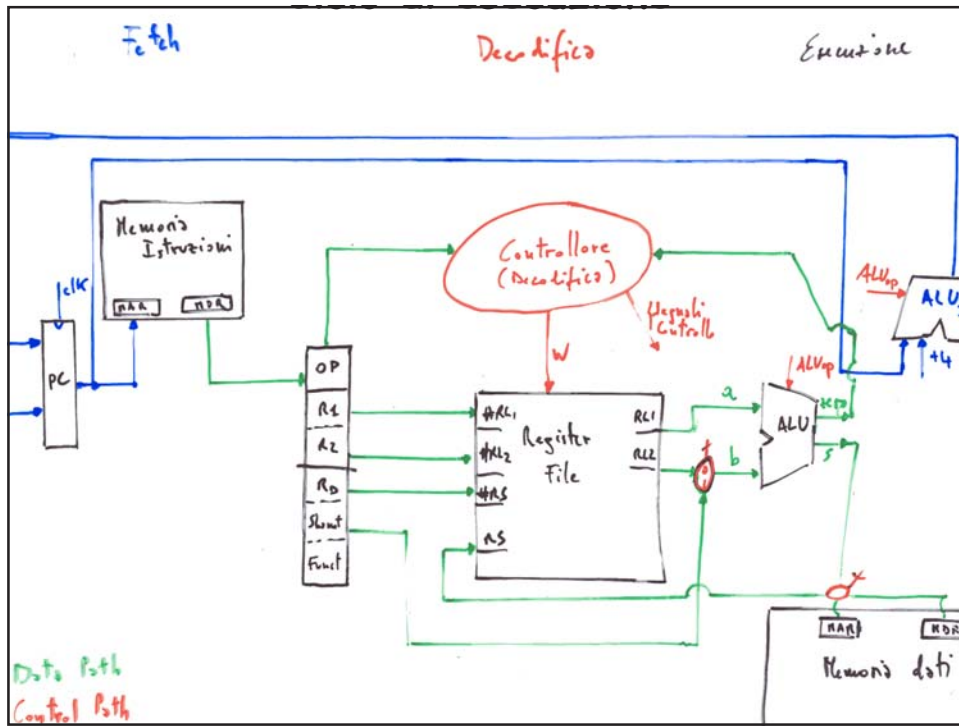 Fetch
Decodifica
Esecuzione
Memoria
Istruzioni
MAR
MDR
clk
PC
Controllore
(Decodifica)
Segnali
Controllo
W
OP
R1
R2
RD
Shamt
Funct
#RL1
#RL2
#RS
RS
Register
File
RL1
RL2
a
b
ALUop
ALU
s
ALUop
ALU
+4
MAR
MDR
Memoria dati
Data Path
Control Path